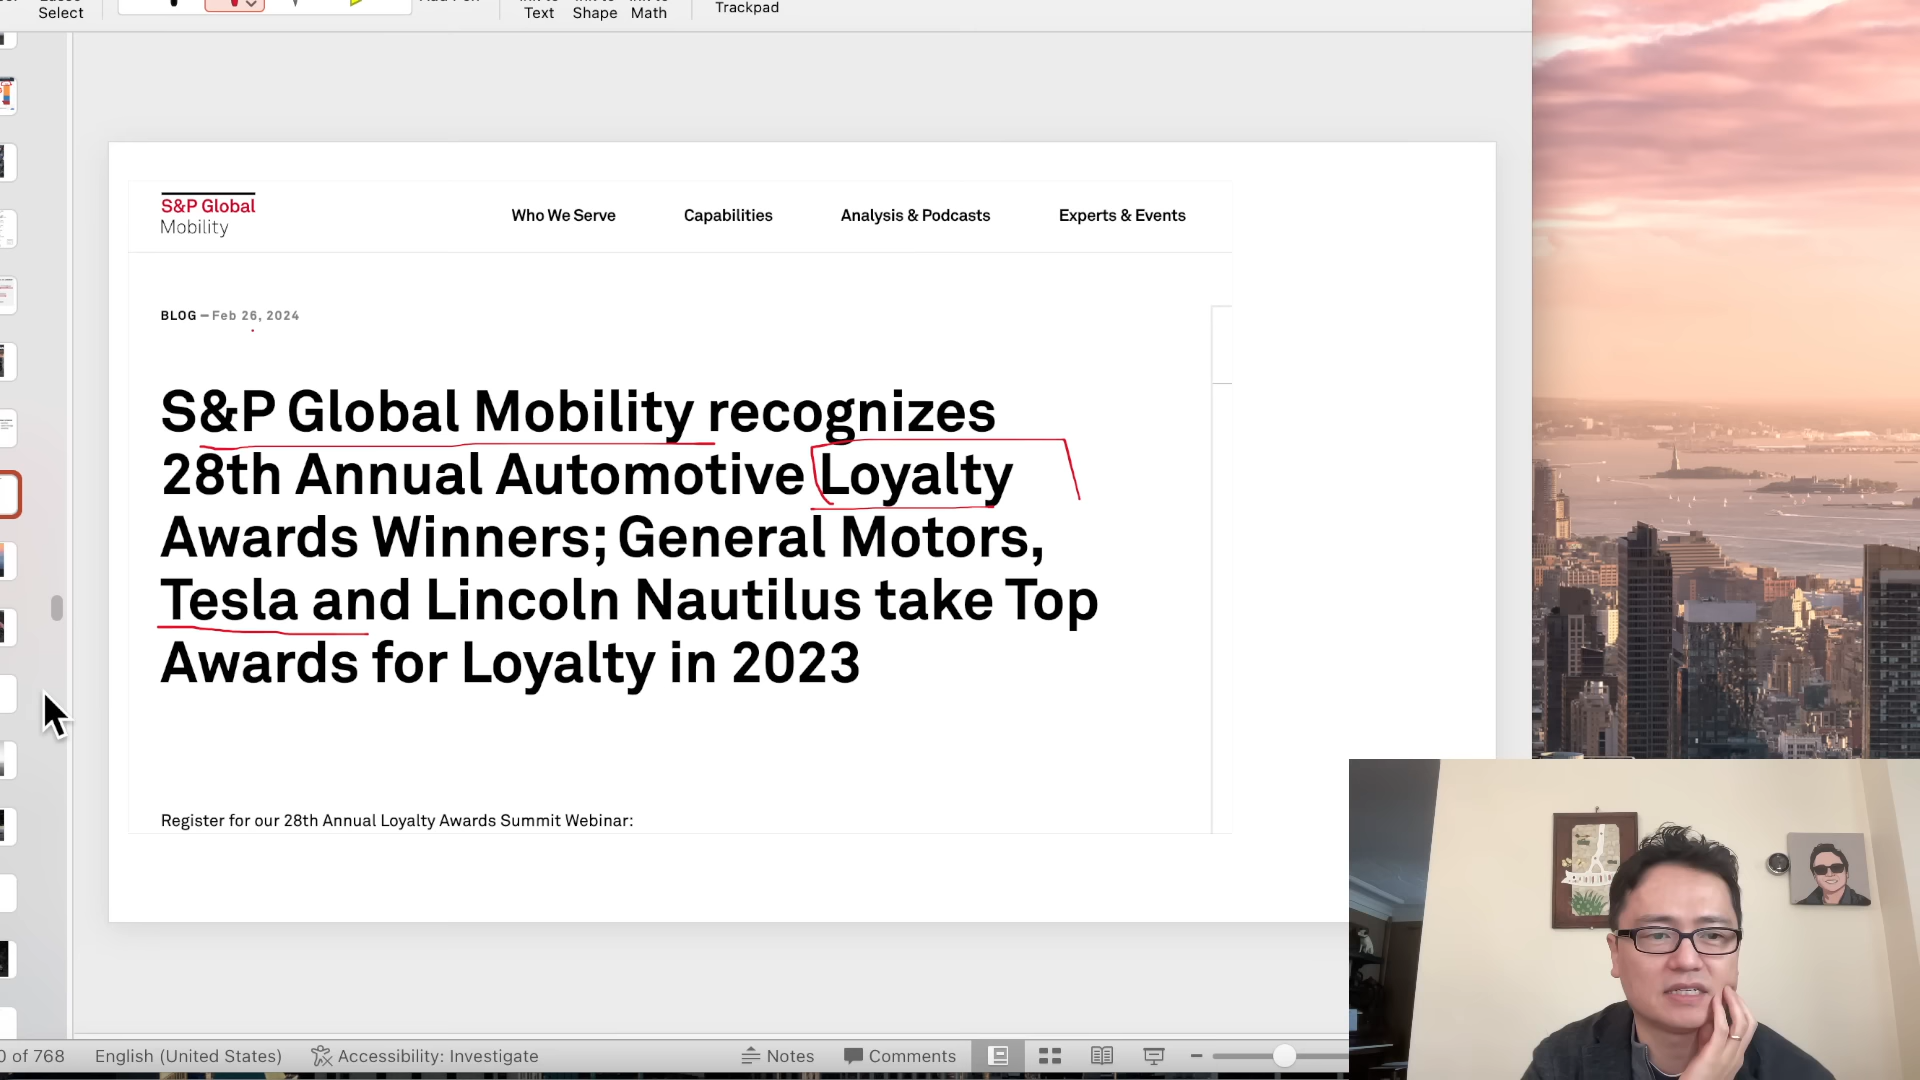 Select
Text
Shape
Math
Trackpad
S&P Global
Mobility
Who We Serve
Capabilities
Analysis & Podcasts
Experts & Events
BLOG — Feb 26, 2024
S&P Global Mobility recognizes
28th Annual Automotive Loyalty
Awards Winners; General Motors,
Tesla and Lincoln Nautilus take Top
Awards for Loyalty in 2023
Register for our 28th Annual Loyalty Awards Summit Webinar:
of 768
English (United States)
Accessibility: Investigate
Notes
Comments